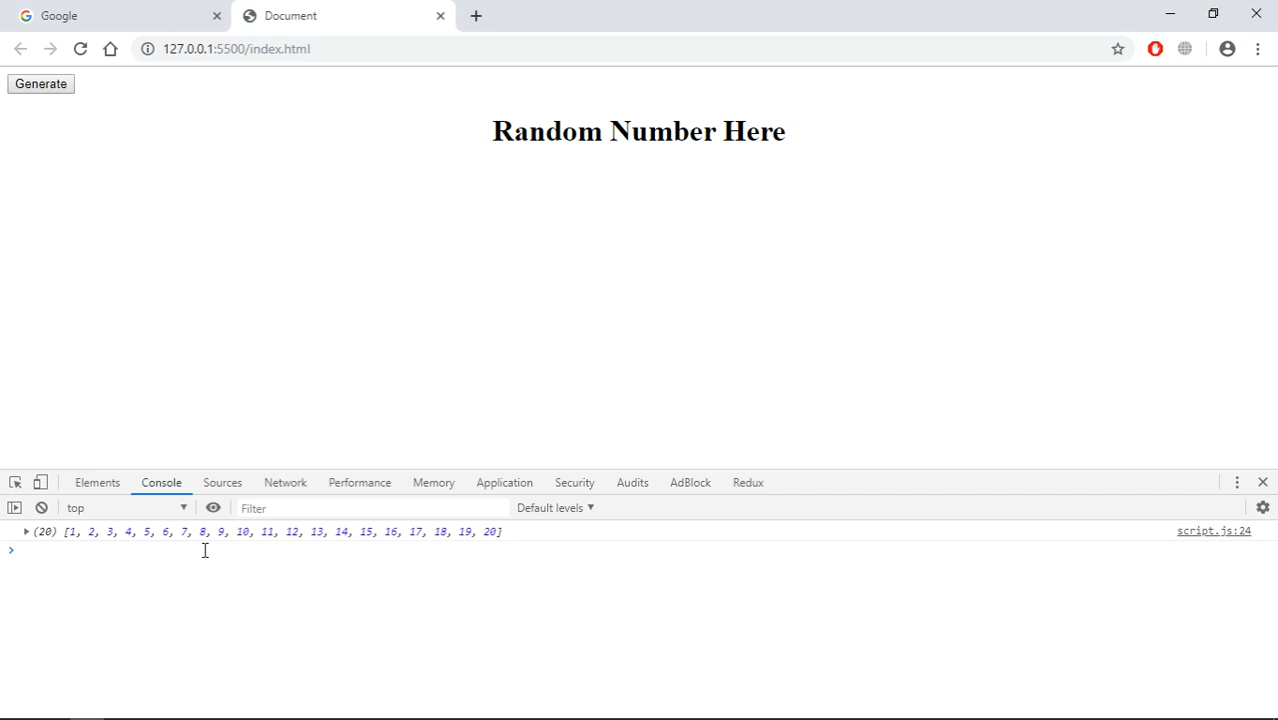 Google
Document
127.0.0.1:5500/index.html
Generate
Random Number Here
Elements Console Sources Network Performance Memory Application Security Audits AdBlock Redux
top Filter Default levels
(20) [1, 2, 3, 4, 5, 6, 7, 8, 9, 10, 11, 12, 13, 14, 15, 16, 17, 18, 19, 20] script.js:24